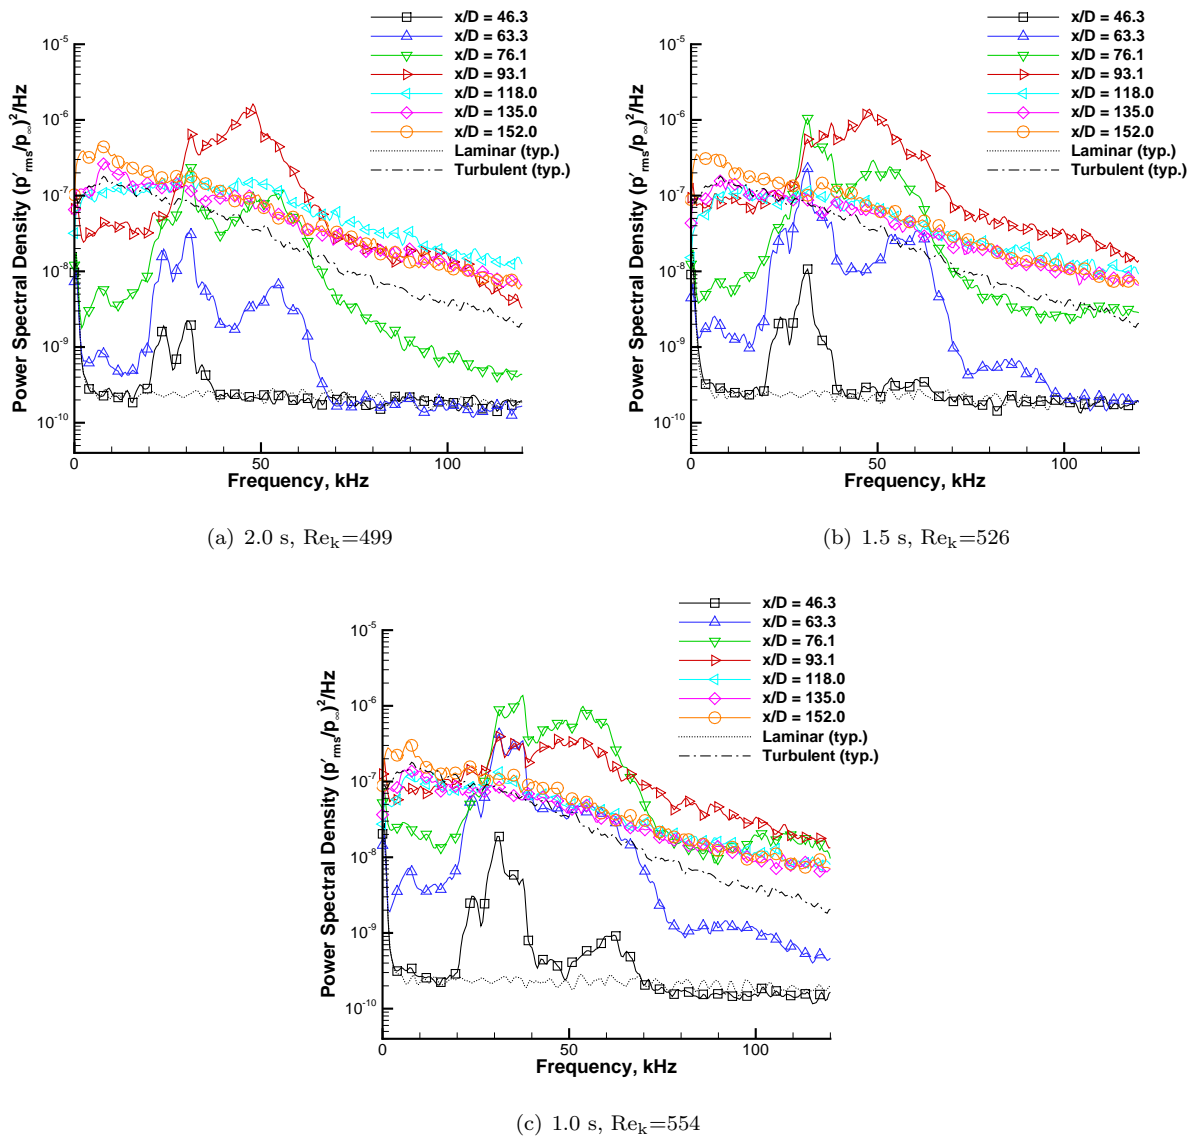 x/D = 46.3
x/D = 63.3
x/D = 76.1
x/D = 93.1
x/D = 118.0
x/D = 135.0
x/D = 152.0
Laminar (typ.)
Turbulent (typ.)
Power Spectral Density (p′rms/p∞)²/Hz
10⁻⁵
10⁻⁶
10⁻⁷
10⁻⁸
10⁻⁹
10⁻¹⁰
0 50 100
Frequency, kHz
(a) 2.0 s, Reₖ=499
x/D = 46.3
x/D = 63.3
x/D = 76.1
x/D = 93.1
x/D = 118.0
x/D = 135.0
x/D = 152.0
Laminar (typ.)
Turbulent (typ.)
Power Spectral Density (p′rms/p∞)²/Hz
10⁻⁵
10⁻⁶
10⁻⁷
10⁻⁸
10⁻⁹
10⁻¹⁰
0 50 100
Frequency, kHz
(b) 1.5 s, Reₖ=526
x/D = 46.3
x/D = 63.3
x/D = 76.1
x/D = 93.1
x/D = 118.0
x/D = 135.0
x/D = 152.0
Laminar (typ.)
Turbulent (typ.)
Power Spectral Density (p′rms/p∞)²/Hz
10⁻⁵
10⁻⁶
10⁻⁷
10⁻⁸
10⁻⁹
10⁻¹⁰
0 50 100
Frequency, kHz
(c) 1.0 s, Reₖ=554